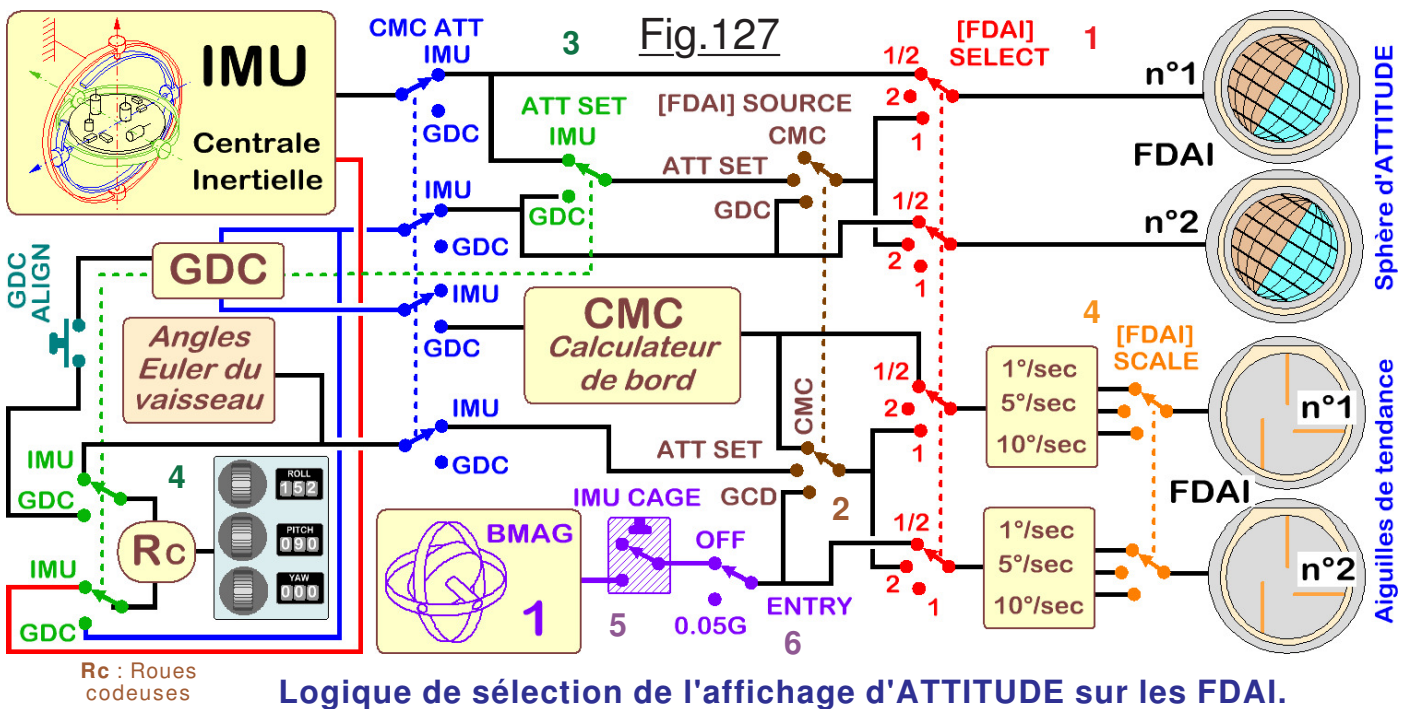 Fig.127
IMU
Centrale
Inertielle
CMC ATT
IMU
GDC
3
ATT SET
IMU
GDC
[FDAI] SOURCE
CMC
ATT SET
GDC
[FDAI]
SELECT
1
1/2
2
1
n°1
FDAI
n°2
Sphère d'ATTITUDE
IMU
GDC
1/2
2
1
GDC
ALIGN
GDC
IMU
GDC
Angles
Euler du
vaisseau
CMC
Calculateur
de bord
1/2
2
1
4
[FDAI]
SCALE
1°/sec
5°/sec
10°/sec
n°1
FDAI
n°2
Aiguilles de tendance
IMU
GDC
CMC
ATT SET
GCD
2
IMU
GDC
4
ROLL
152
PITCH
090
YAW
000
Rc
IMU
GDC
BMAG
1
IMU CAGE
5
OFF
0.05G
ENTRY
6
1/2
2
1
1°/sec
5°/sec
10°/sec
Rc : Roues
codeuses
Logique de sélection de l'affichage d'ATTITUDE sur les FDAI.